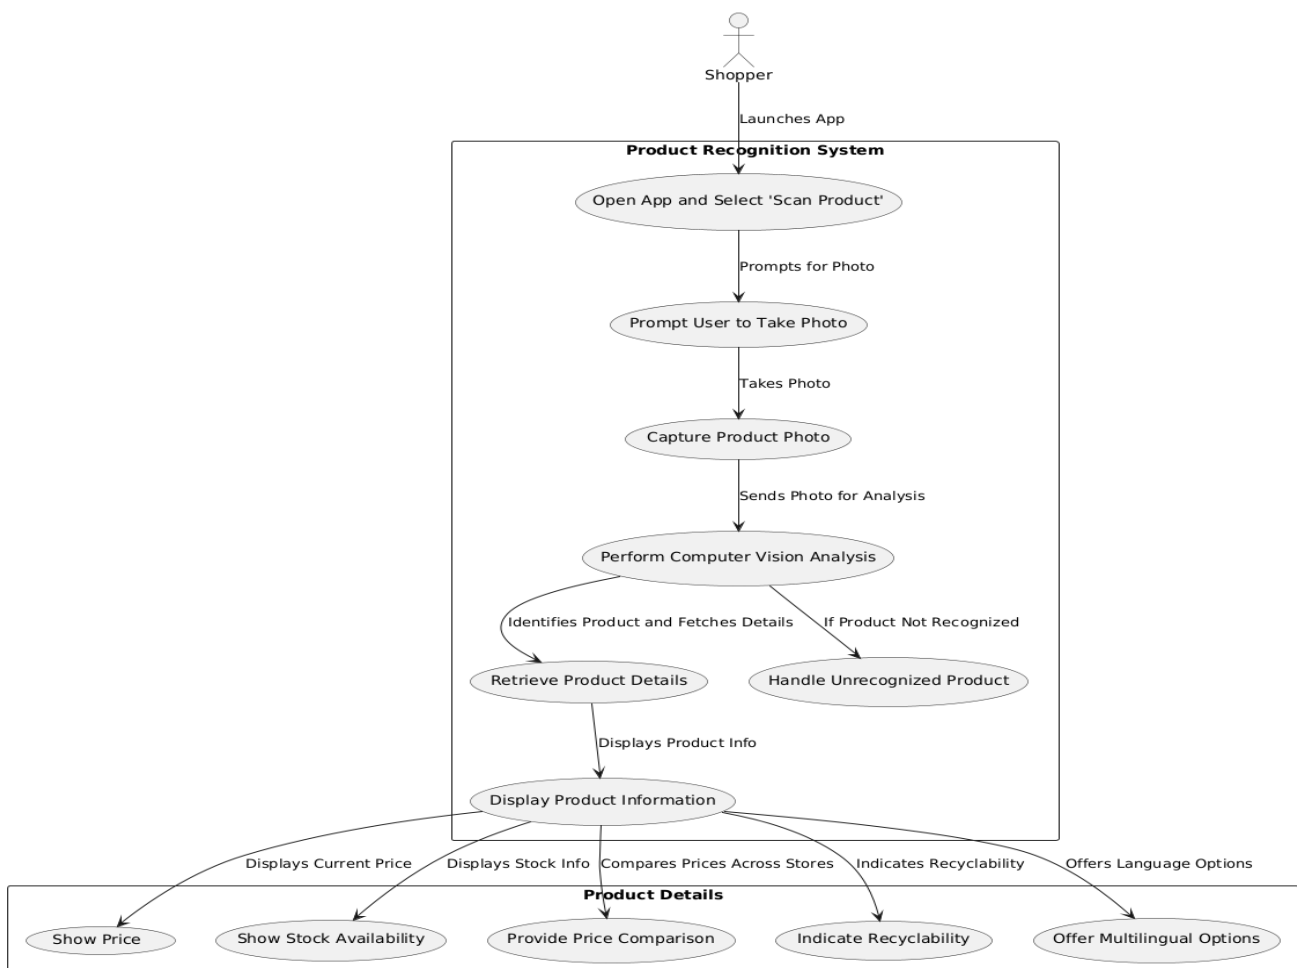 Shopper
Launches App
Product Recognition System
Open App and Select 'Scan Product'
Prompts for Photo
Prompt User to Take Photo
Takes Photo
Capture Product Photo
Sends Photo for Analysis
Perform Computer Vision Analysis
Identifies Product and Fetches Details
If Product Not Recognized
Retrieve Product Details
Handle Unrecognized Product
Displays Product Info
Display Product Information
Displays Current Price
Displays Stock Info
Compares Prices Across Stores
Indicates Recyclability
Offers Language Options
Product Details
Show Price
Show Stock Availability
Provide Price Comparison
Indicate Recyclability
Offer Multilingual Options